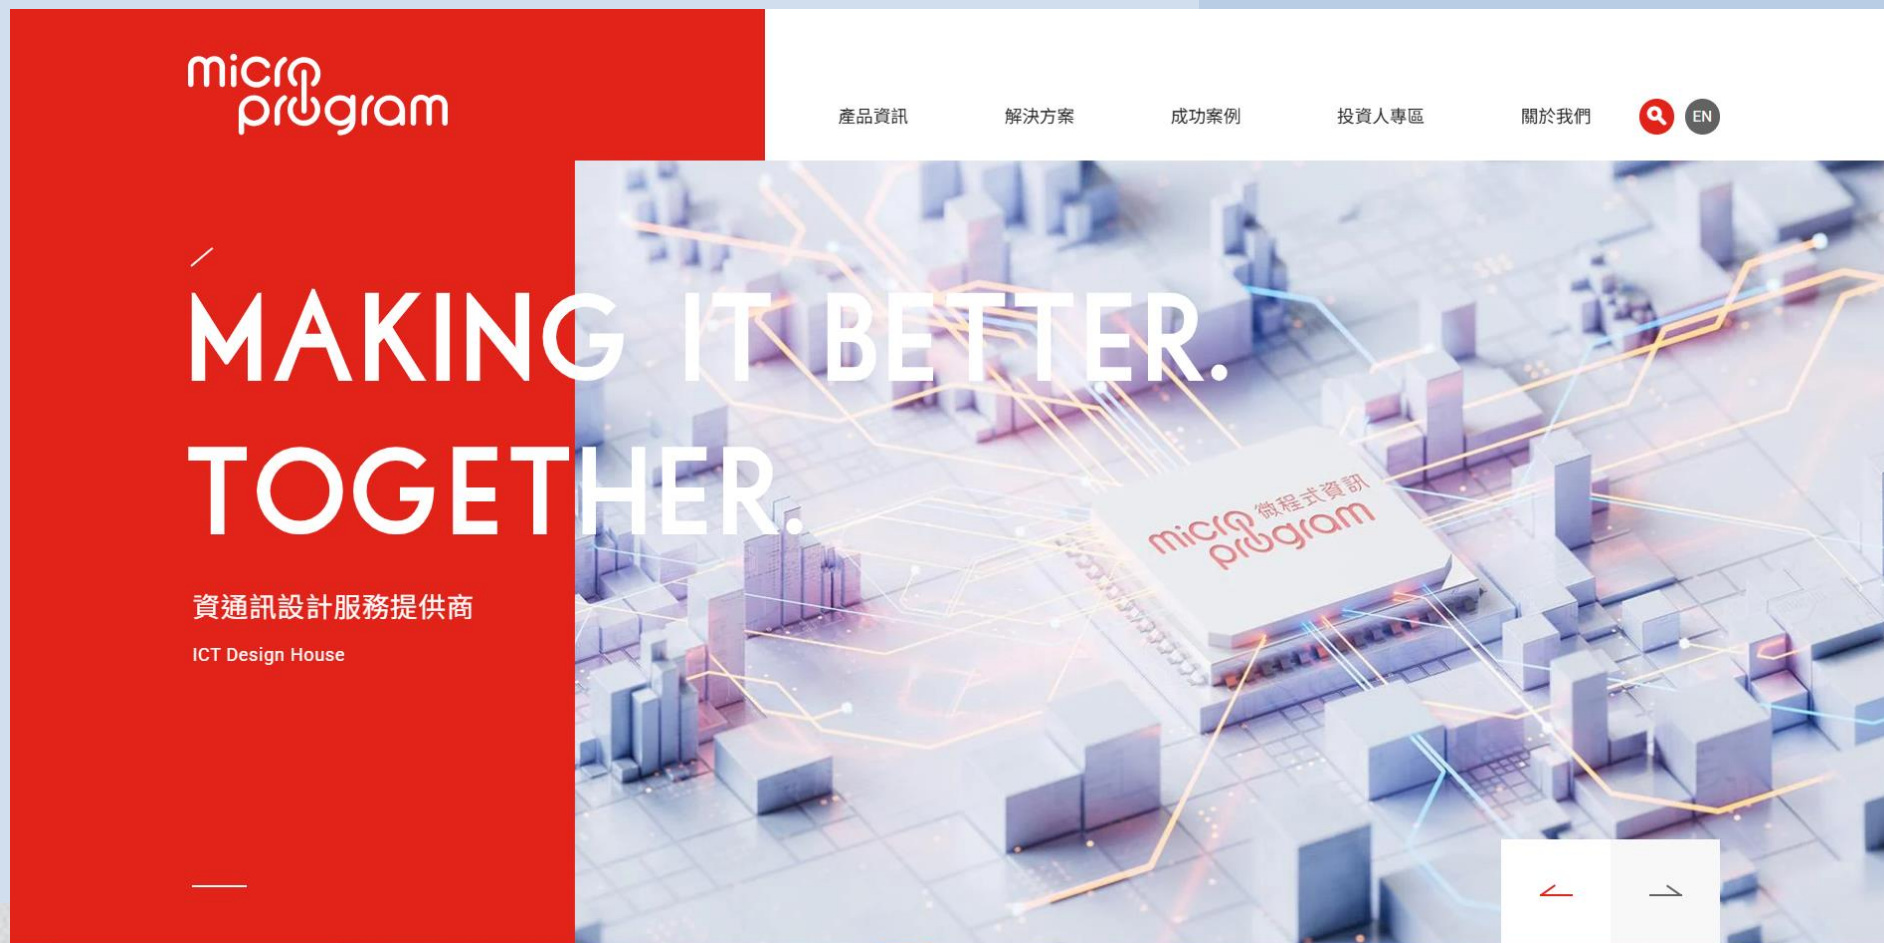 micro
program
產品資訊
解決方案
成功案例
投資人專區
關於我們
EN
MAKING IT BETTER.
TOGETHER.
資通訊設計服務提供商
ICT Design House
micro 微程式資訊
program